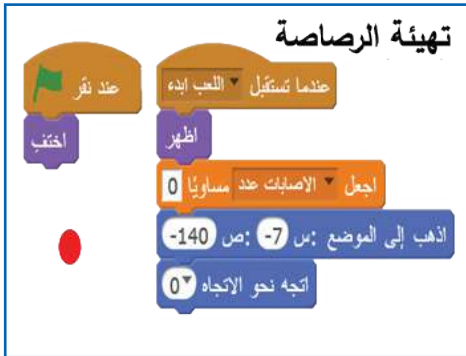 تهيئة الرصاصة
عندما تستقبل اللعب ابدء
اظهر
اجعل الاصابات عدد مساويًا 0
اذهب إلى الموضع :س -7 :ص -140
اتجه نحو الاتجاه 0
عند نقر
اختفِ